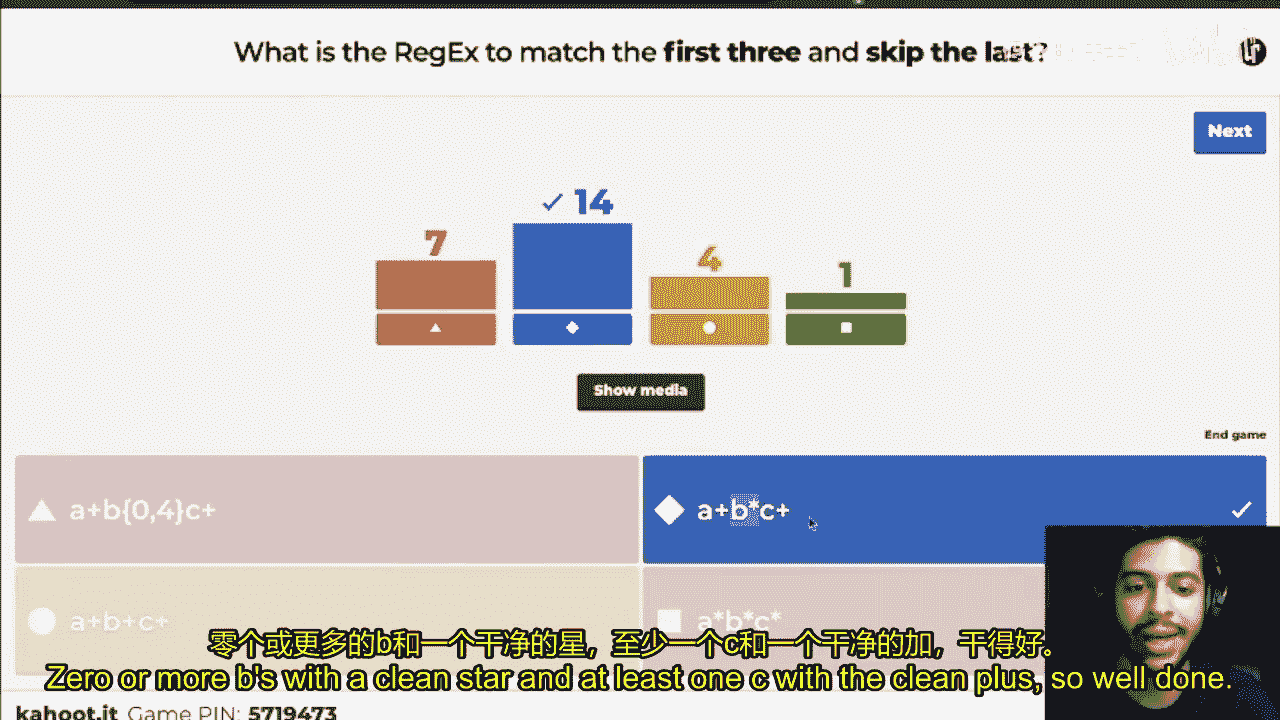 What is the RegEx to match the first three and skip the last?
Next
14
7
4
1
Show media
End game
a+b{0,4}c+
a+b*c+
a+b+c+
a*b*c*
零个或更多的b和一个干净的星，至少一个c和一个干净的加，干得好。
Zero or more b's with a clean star and at least one c with the clean plus, so well done.
kahoot.it Game PIN: 5719473